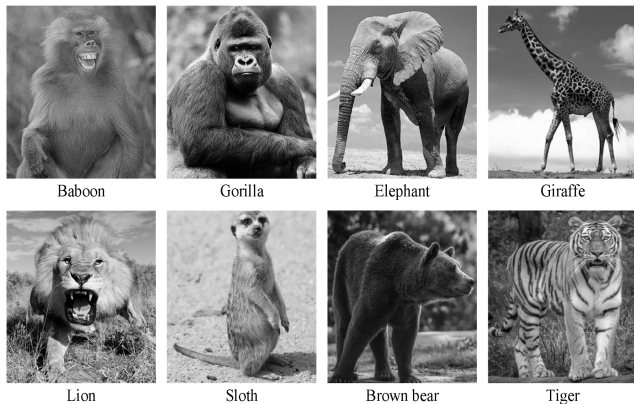 Baboon
Gorilla
Elephant
Giraffe
Lion
Sloth
Brown bear
Tiger